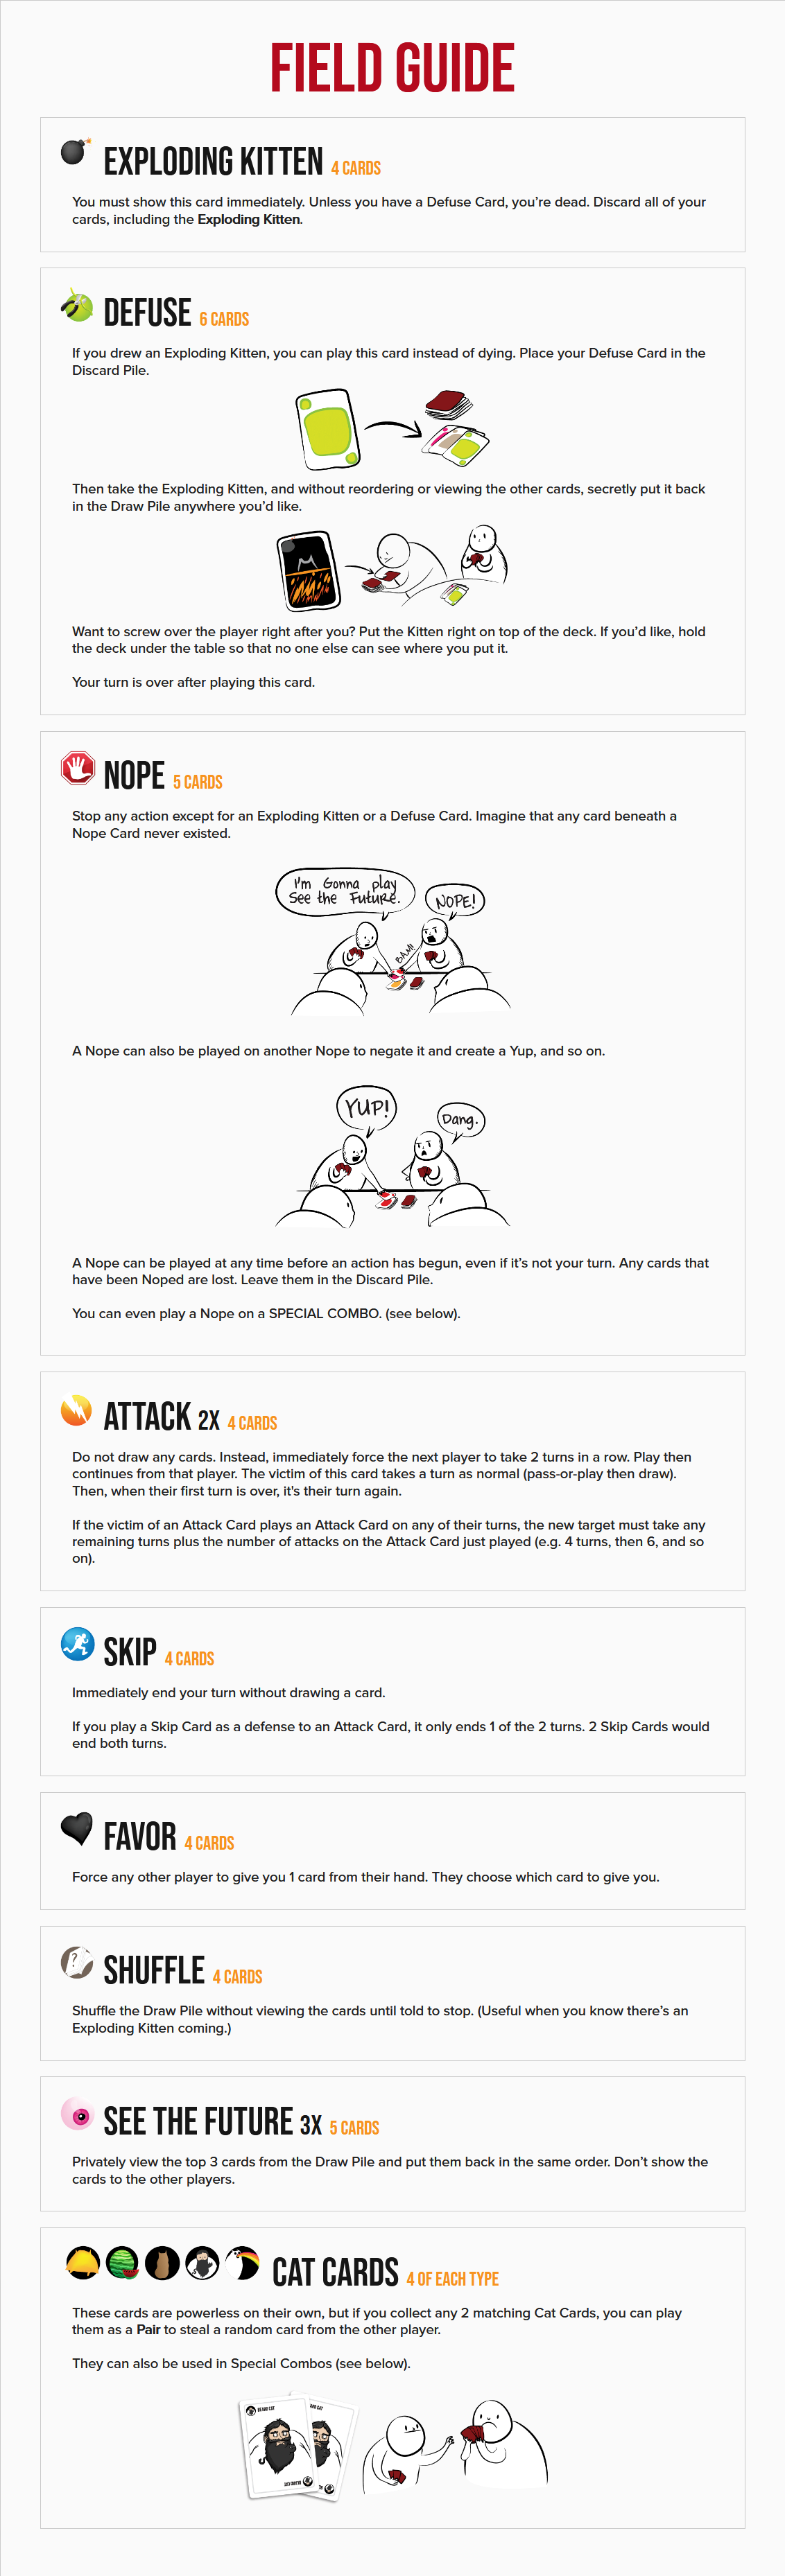 FIELD GUIDE
EXPLODING KITTEN 4 CARDS
You must show this card immediately. Unless you have a Defuse Card, you’re dead. Discard all of your
cards, including the Exploding Kitten.
DEFUSE 6 CARDS
If you drew an Exploding Kitten, you can play this card instead of dying. Place your Defuse Card in the
Discard Pile.
Then take the Exploding Kitten, and without reordering or viewing the other cards, secretly put it back
in the Draw Pile anywhere you’d like.
Want to screw over the player right after you? Put the Kitten right on top of the deck. If you’d like, hold
the deck under the table so that no one else can see where you put it.
Your turn is over after playing this card.
NOPE 5 CARDS
Stop any action except for an Exploding Kitten or a Defuse Card. Imagine that any card beneath a
Nope Card never existed.
I'm Gonna play
See the Future.
NOPE!
BAM!
A Nope can also be played on another Nope to negate it and create a Yup, and so on.
YUP!
Dang.
A Nope can be played at any time before an action has begun, even if it’s not your turn. Any cards that
have been Noped are lost. Leave them in the Discard Pile.
You can even play a Nope on a SPECIAL COMBO. (see below).
ATTACK 2X 4 CARDS
Do not draw any cards. Instead, immediately force the next player to take 2 turns in a row. Play then
continues from that player. The victim of this card takes a turn as normal (pass-or-play then draw).
Then, when their first turn is over, it's their turn again.
If the victim of an Attack Card plays an Attack Card on any of their turns, the new target must take any
remaining turns plus the number of attacks on the Attack Card just played (e.g. 4 turns, then 6, and so
on).
SKIP 4 CARDS
Immediately end your turn without drawing a card.
If you play a Skip Card as a defense to an Attack Card, it only ends 1 of the 2 turns. 2 Skip Cards would
end both turns.
FAVOR 4 CARDS
Force any other player to give you 1 card from their hand. They choose which card to give you.
?
SHUFFLE 4 CARDS
Shuffle the Draw Pile without viewing the cards until told to stop. (Useful when you know there’s an
Exploding Kitten coming.)
SEE THE FUTURE 3X 5 CARDS
Privately view the top 3 cards from the Draw Pile and put them back in the same order. Don’t show the
cards to the other players.
CAT CARDS 4 OF EACH TYPE
These cards are powerless on their own, but if you collect any 2 matching Cat Cards, you can play
them as a Pair to steal a random card from the other player.
They can also be used in Special Combos (see below).
BEARD CAT
ARD CAT
BEARD CAT